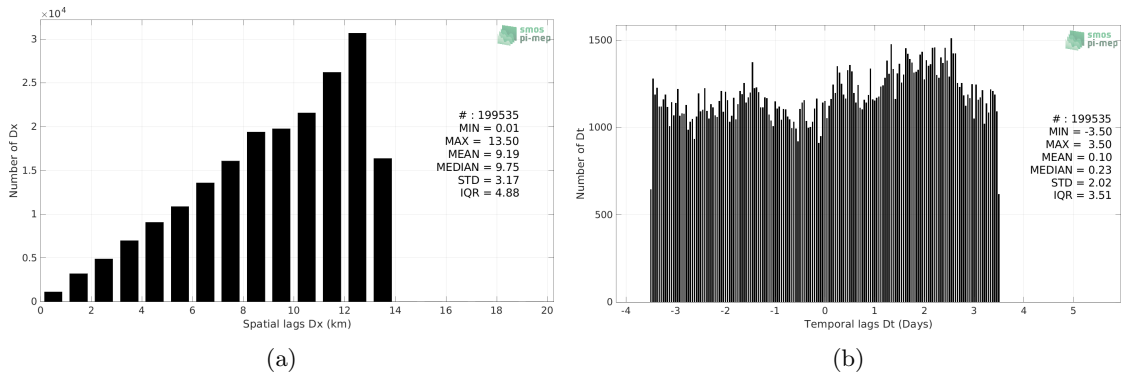 ×10⁴
3
2.5
2
1.5
1
0.5
0
Number of Dx
0 2 4 6 8 10 12 14 16 18 20
Spatial lags Dx (km)
smos
pi-mep
# : 199535
MIN = 0.01
MAX = 13.50
MEAN = 9.19
MEDIAN = 9.75
STD = 3.17
IQR = 4.88
(a)
1500
1000
500
0
Number of Dt
-4 -3 -2 -1 0 1 2 3 4 5
Temporal lags Dt (Days)
smos
pi-mep
# : 199535
MIN = -3.50
MAX = 3.50
MEAN = 0.10
MEDIAN = 0.23
STD = 2.02
IQR = 3.51
(b)